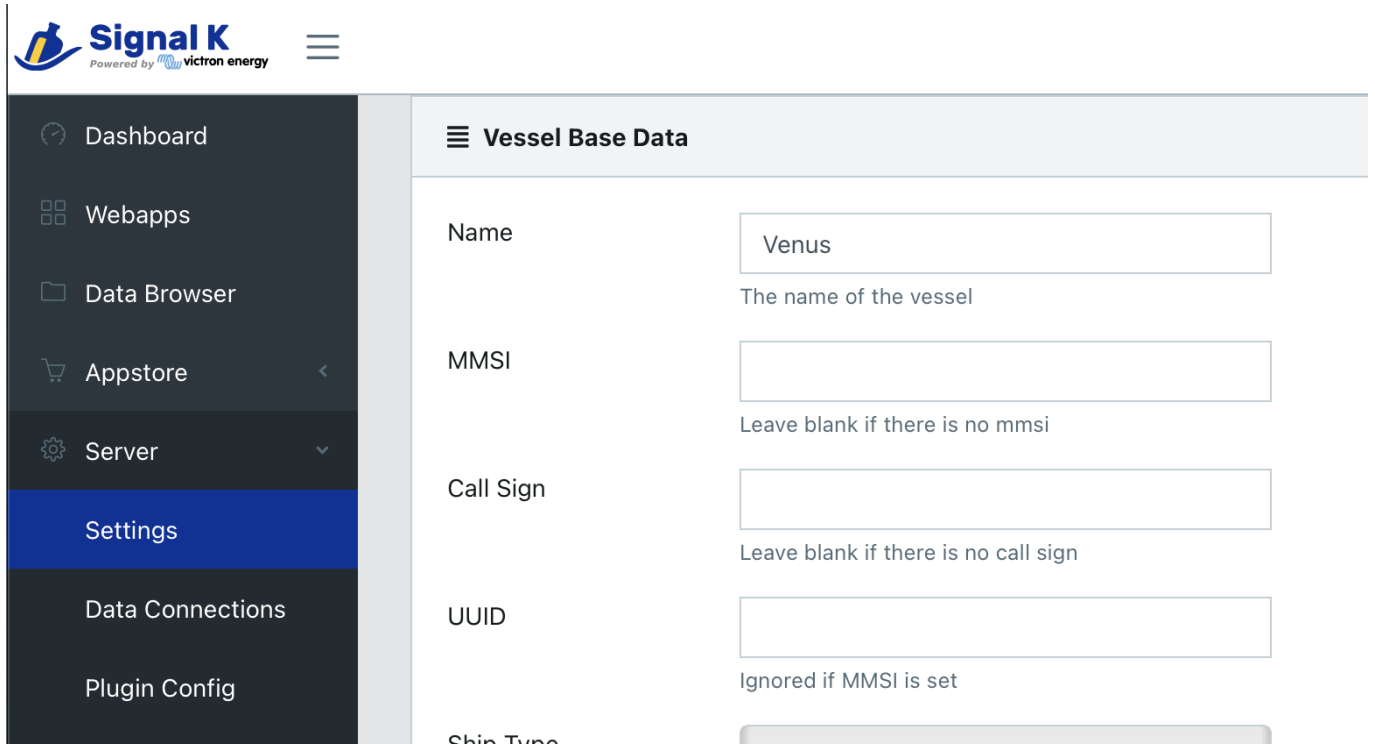 Signal K
Powered by victron energy
Dashboard
Webapps
Data Browser
Appstore
Server
Settings
Data Connections
Plugin Config
Vessel Base Data
Name
Venus
The name of the vessel
MMSI
Leave blank if there is no mmsi
Call Sign
Leave blank if there is no call sign
UUID
Ignored if MMSI is set
Ship Type